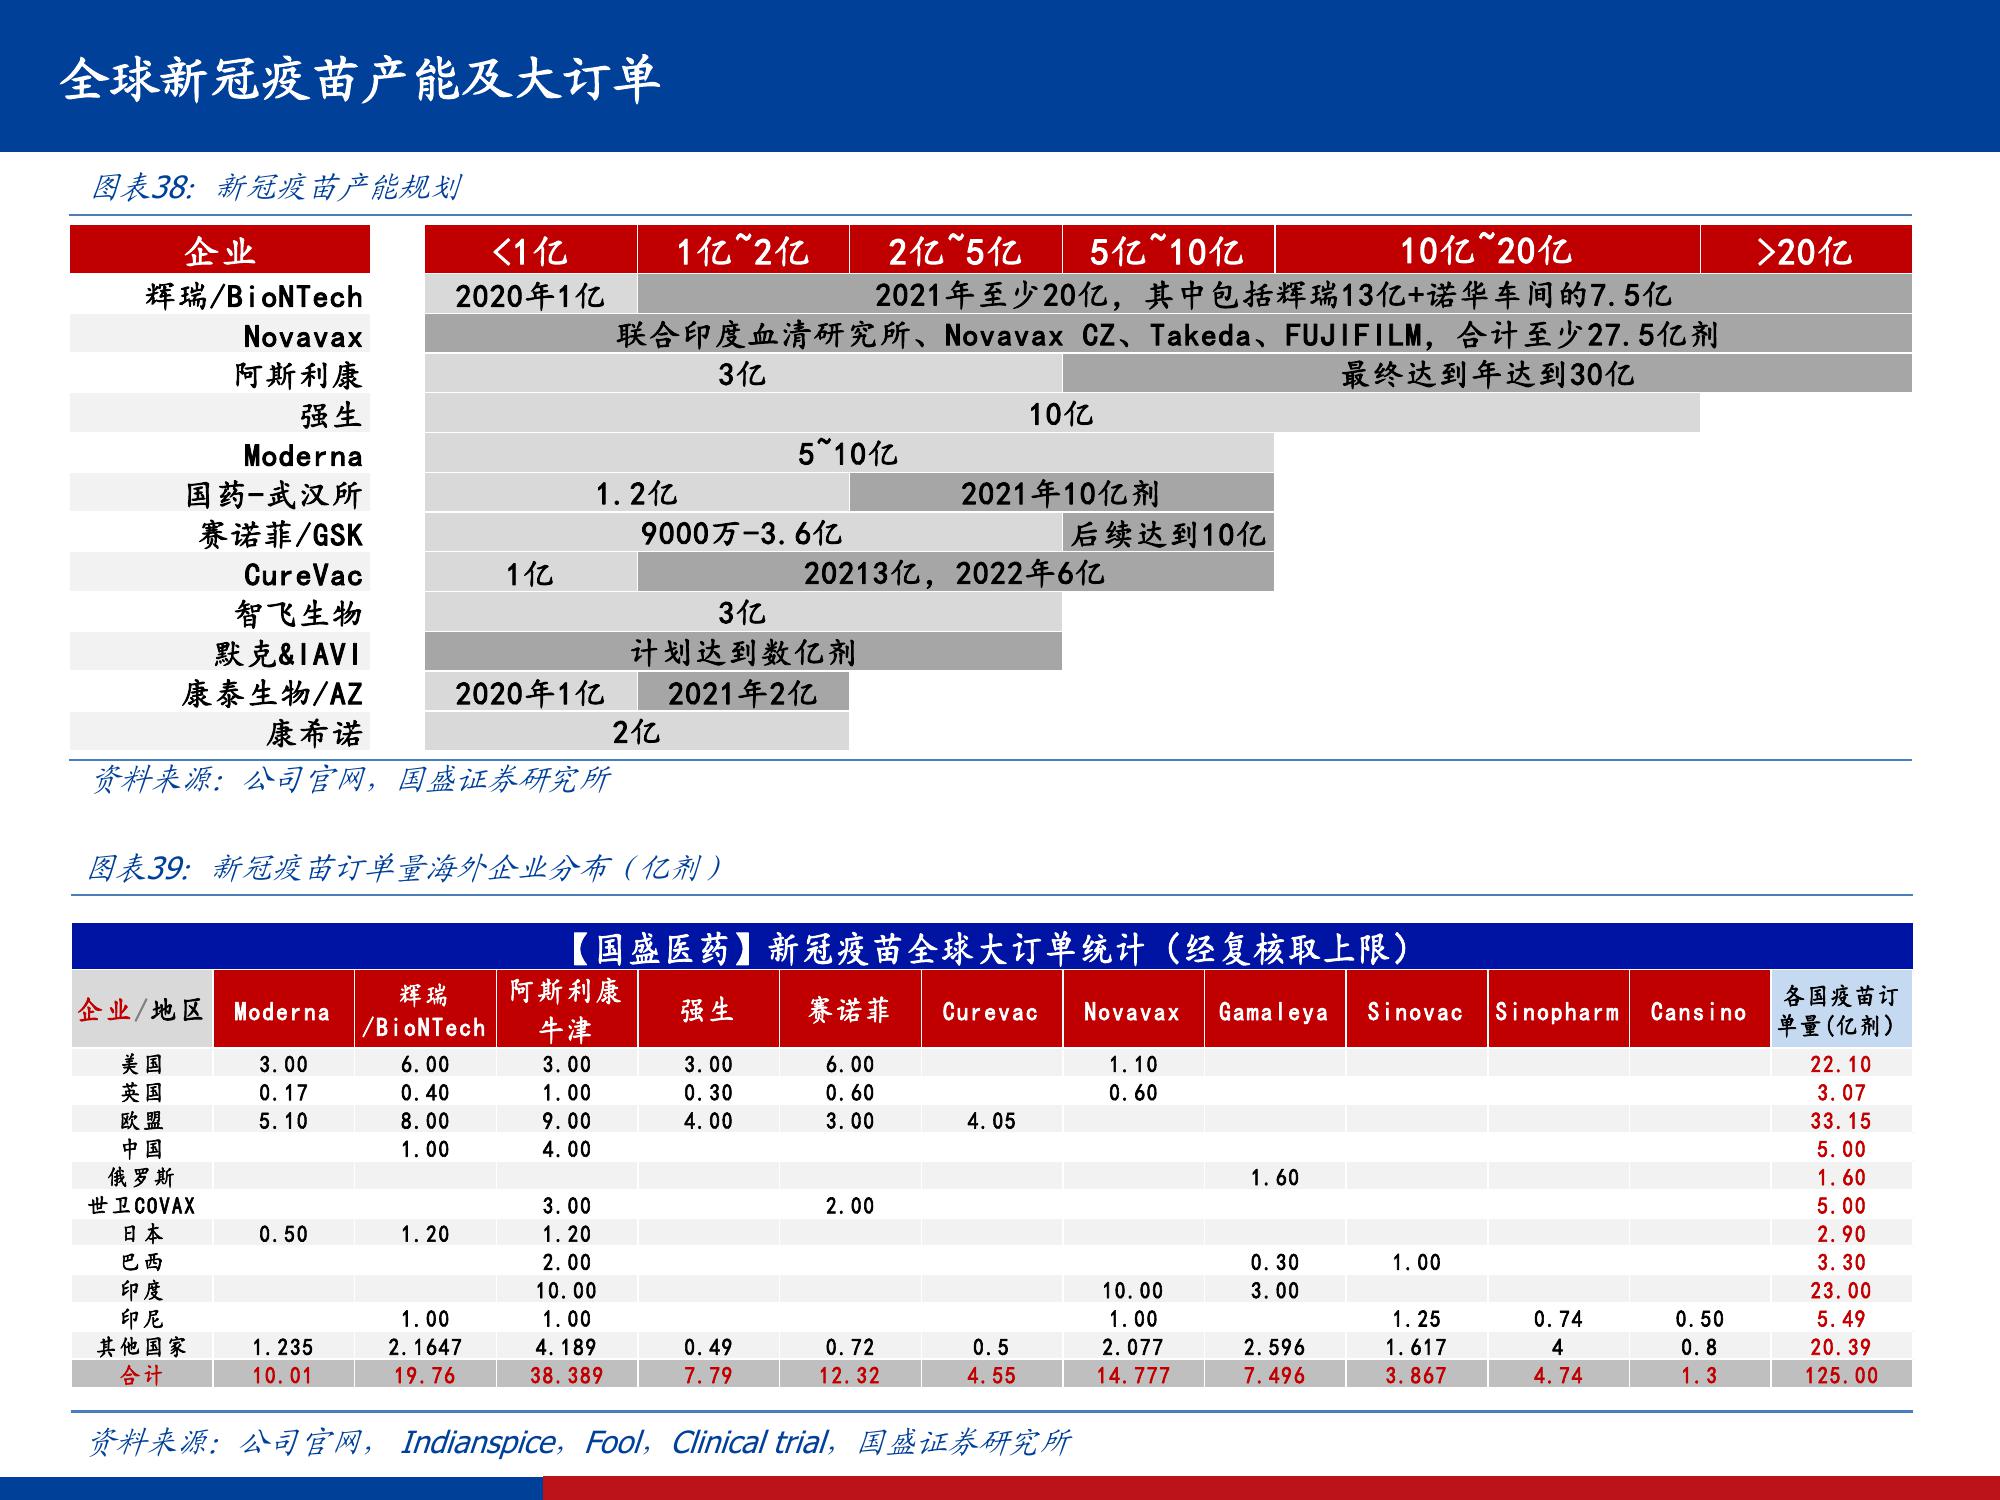 全球新冠疫苗产能及大订单
图表38: 新冠疫苗产能规划
企业 <1亿 1亿~2亿 2亿~5亿 5亿~10亿 10亿~20亿 >20亿
辉瑞/BioNTech 2020年1亿 2021年至少20亿, 其中包括辉瑞13亿+诺华车间的7.5亿
Novavax 联合印度血清研究所、Novavax CZ、Takeda、FUJIFILM, 合计至少27.5亿剂
阿斯利康 3亿 最终达到年达到30亿
强生 10亿
Moderna 5~10亿
国药-武汉所 1.2亿 2021年10亿剂
赛诺菲/GSK 9000万-3.6亿 后续达到10亿
CureVac 1亿 20213亿, 2022年6亿
智飞生物 3亿
默克&IAVI 计划达到数亿剂
康泰生物/AZ 2020年1亿 2021年2亿
康希诺 2亿
资料来源: 公司官网, 国盛证券研究所
图表39: 新冠疫苗订单量海外企业分布（亿剂）
【国盛医药】新冠疫苗全球大订单统计（经复核取上限）
企业/地区 Moderna 辉瑞/BioNTech 阿斯利康牛津 强生 赛诺菲 Curevac Novavax Gamaleya Sinovac Sinopharm Cansino 各国疫苗订单量(亿剂)
美国 3.00 6.00 3.00 3.00 6.00 1.10 22.10
英国 0.17 0.40 1.00 0.30 0.60 0.60 3.07
欧盟 5.10 8.00 9.00 4.00 3.00 4.05 33.15
中国 1.00 4.00 5.00
俄罗斯 1.60 1.60
世卫COVAX 3.00 2.00 5.00
日本 0.50 1.20 1.20 2.90
巴西 2.00 0.30 1.00 3.30
印度 10.00 10.00 3.00 23.00
印尼 1.00 1.00 1.00 1.25 0.74 0.50 5.49
其他国家 1.235 2.1647 4.189 0.49 0.72 0.5 2.077 2.596 1.617 4 0.8 20.39
合计 10.01 19.76 38.389 7.79 12.32 4.55 14.777 7.496 3.867 4.74 1.3 125.00
资料来源: 公司官网, Indianspice, Fool, Clinical trial, 国盛证券研究所